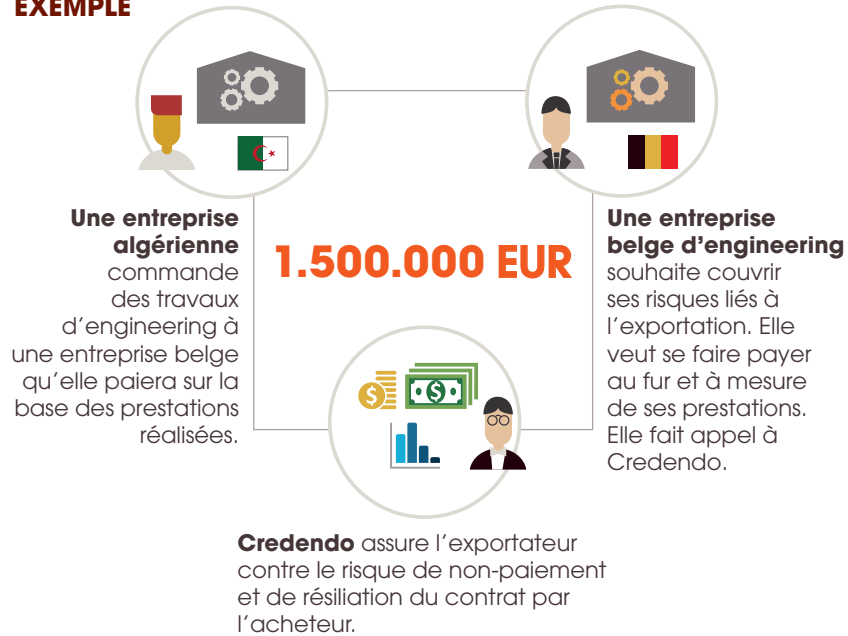 EXEMPLE
Une entreprise
algérienne
commande
des travaux
d'engineering à
une entreprise belge
qu'elle paiera sur la
base des prestations
réalisées.
1.500.000 EUR
Une entreprise
belge d'engineering
souhaite couvrir
ses risques liés à
l'exportation. Elle
veut se faire payer
au fur et à mesure
de ses prestations.
Elle fait appel à
Credendo.
$ $
Credendo assure l'exportateur
contre le risque de non-paiement
et de résiliation du contrat par
l'acheteur.